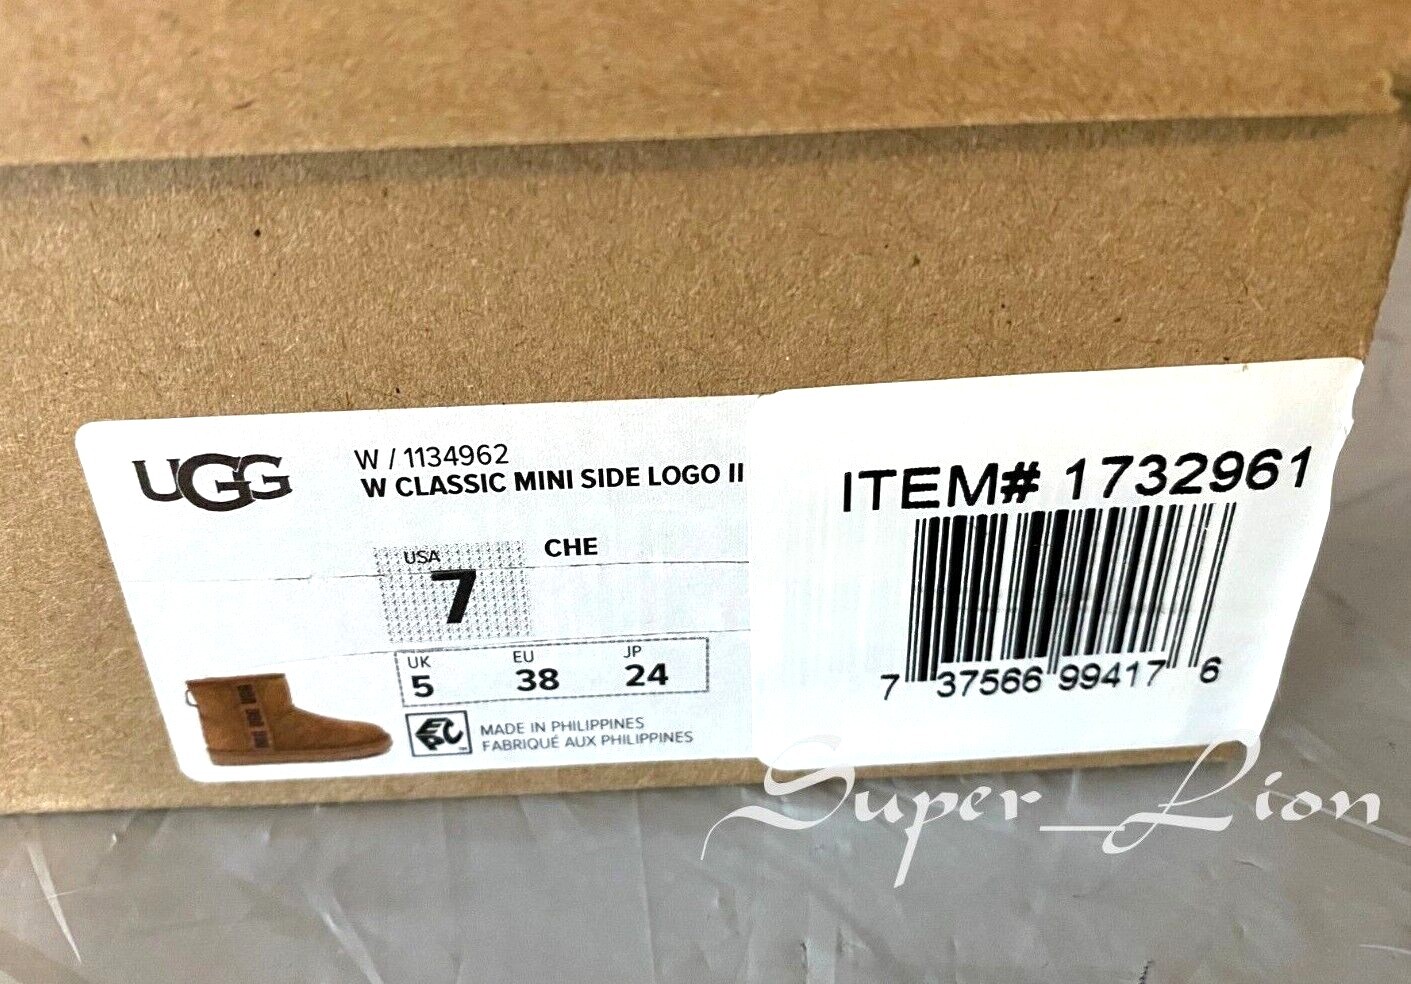 UGG
W / 1134962
W CLASSIC MINI SIDE LOGO II
USA
7
CHE
UK EU JP
5 38 24
EPC
MADE IN PHILIPPINES
FABRIQUÉ AUX PHILIPPINES
ITEM# 1732961
7 37566 99417 6
Super_Lion